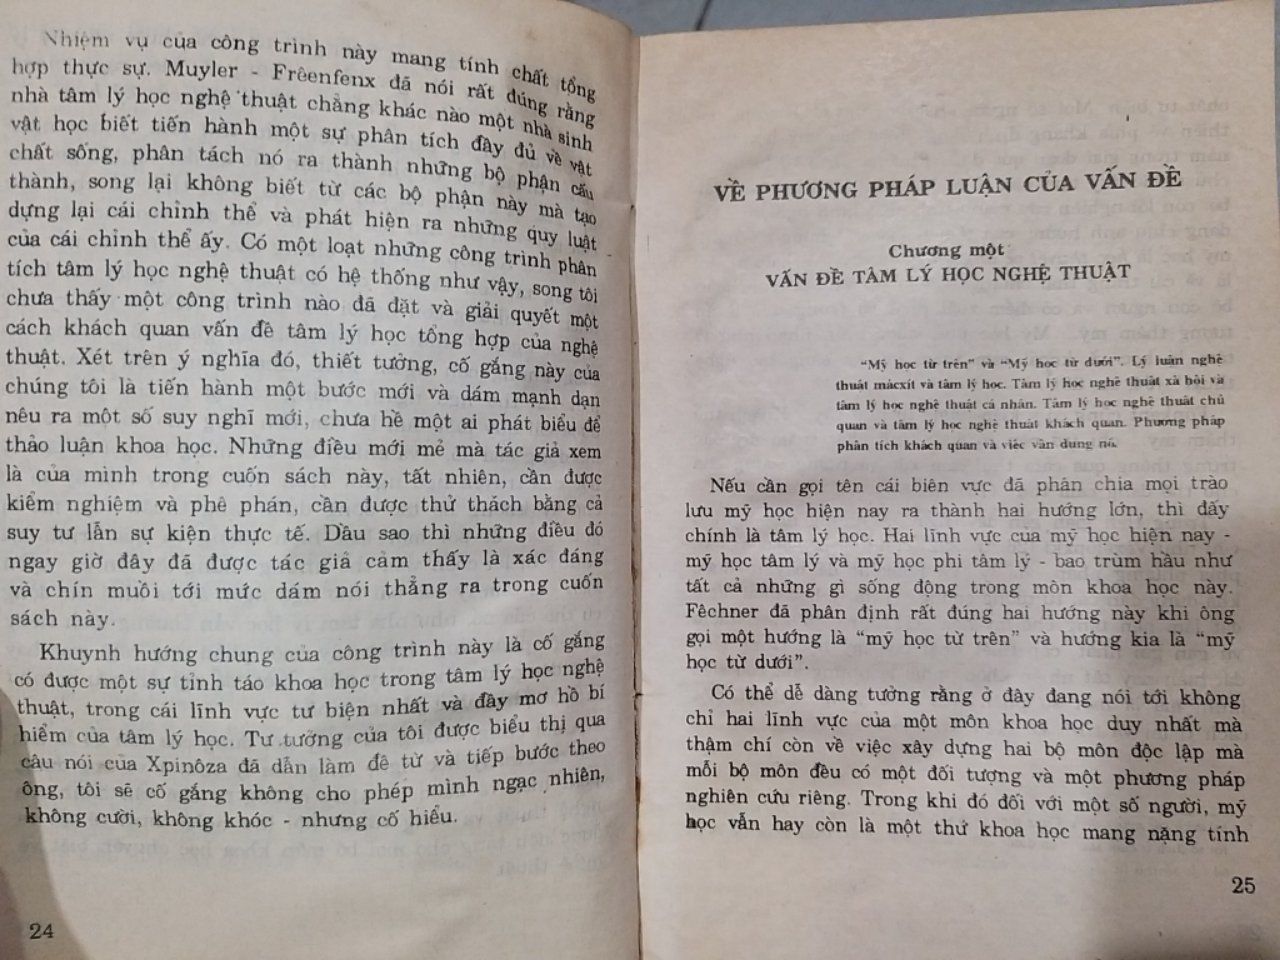 Nhiệm vụ của công trình này mang tính chất tổng
hợp thực sự. Muyler - Frêenfenx đã nói rất đúng rằng
nhà tâm lý học nghệ thuật chẳng khác nào một nhà sinh
vật học biết tiến hành một sự phân tích đầy đủ về vật
chất sống, phân tách nó ra thành những bộ phận cấu
thành, song lại không biết từ các bộ phận này mà tạo
dựng lại cái chỉnh thể và phát hiện ra những quy luật
của cái chỉnh thể ấy. Có một loạt những công trình phân
tích tâm lý học nghệ thuật có hệ thống như vậy, song tôi
chưa thấy một công trình nào đã đặt và giải quyết một
cách khách quan vấn đề tâm lý học tổng hợp của nghệ
thuật. Xét trên ý nghĩa đó, thiết tưởng, cố gắng này của
chúng tôi là tiến hành một bước mới và dám mạnh dạn
nêu ra một số suy nghĩ mới, chưa hề một ai phát biểu để
thảo luận khoa học. Những điều mới mẻ mà tác giả xem
là của mình trong cuốn sách này, tất nhiên, cần được
kiểm nghiệm và phê phán, cần được thử thách bằng cả
suy tư lẫn sự kiện thực tế. Dầu sao thì những điều đó
ngay giờ đây đã được tác giả cảm thấy là xác đáng
và chín muồi tới mức dám nói thẳng ra trong cuốn
sách này.
Khuynh hướng chung của công trình này là cố gắng
có được một sự tỉnh táo khoa học trong tâm lý học nghệ
thuật, trong cái lĩnh vực tư biện nhất và đầy mơ hồ bí
hiểm của tâm lý học. Tư tưởng của tôi được biểu thị qua
câu nói của Xpinôza đã dẫn làm đề từ và tiếp bước theo
ông, tôi sẽ cố gắng không cho phép mình ngạc nhiên,
không cười, không khóc - nhưng cố hiểu.
24
VỀ PHƯƠNG PHÁP LUẬN CỦA VẤN ĐỀ
Chương một
VẤN ĐỀ TÂM LÝ HỌC NGHỆ THUẬT
"Mỹ học từ trên" và "Mỹ học từ dưới". Lý luận nghệ
thuật mácxít và tâm lý học. Tâm lý học nghệ thuật xã hội và
tâm lý học nghệ thuật cá nhân. Tâm lý học nghệ thuật chủ
quan và tâm lý học nghệ thuật khách quan. Phương pháp
phân tích khách quan và việc vận dụng nó.
Nếu cần gọi tên cái biên vực đã phân chia mọi trào
lưu mỹ học hiện nay ra thành hai hướng lớn, thì đấy
chính là tâm lý học. Hai lĩnh vực của mỹ học hiện nay -
mỹ học tâm lý và mỹ học phi tâm lý - bao trùm hầu như
tất cả những gì sống động trong môn khoa học này.
Fêchner đã phân định rất đúng hai hướng này khi ông
gọi một hướng là "mỹ học từ trên" và hướng kia là "mỹ
học từ dưới".
Có thể dễ dàng tưởng rằng ở đây đang nói tới không
chỉ hai lĩnh vực của một môn khoa học duy nhất mà
thậm chí còn về việc xây dựng hai bộ môn độc lập mà
mỗi bộ môn đều có một đối tượng và một phương pháp
nghiên cứu riêng. Trong khi đó đối với một số người, mỹ
học vẫn hay còn là một thứ khoa học mang nặng tính
25